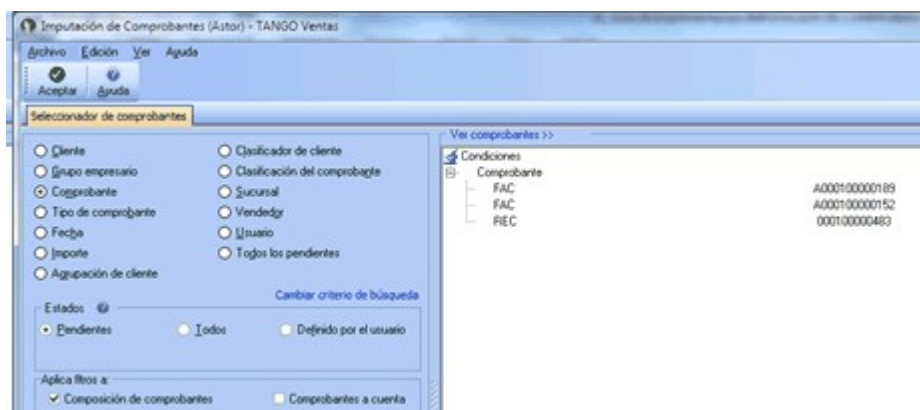 Imputación de Comprobantes (Astor) - TANGO Ventas
Archivo Edición Ver Ayuda
Aceptar Ayuda
Seleccionador de comprobantes
Ver comprobantes >>
Cliente Clasificador de cliente
Grupo empresario Clasificación del comprobante
Comprobante Sucursal
Tipo de comprobante Vendedor
Fecha Usuario
Importe Todos los pendientes
Agrupación de cliente
Cambiar criterio de búsqueda
Estados
Pendientes Todos Definido por el usuario
Aplica filtros a:
Composición de comprobantes Comprobantes a cuenta
Condiciones
Comprobante
FAC A000100000189
FAC A000100000152
REC 000100000483